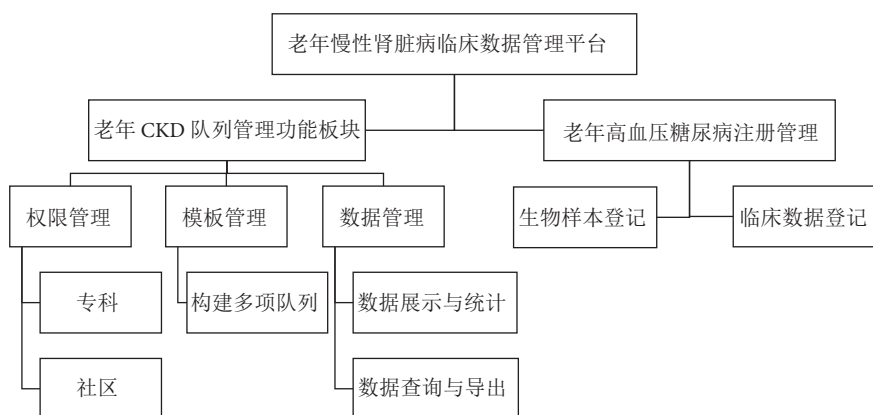 老年慢性肾脏病临床数据管理平台
老年 CKD 队列管理功能板块
老年高血压糖尿病注册管理
权限管理
模板管理
数据管理
生物样本登记
临床数据登记
专科
构建多项队列
数据展示与统计
社区
数据查询与导出